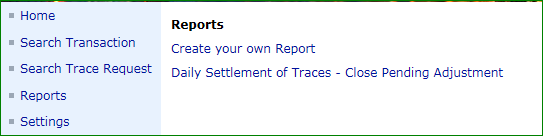 Home
Search Transaction
Search Trace Request
Reports
Settings
Reports
Create your own Report
Daily Settlement of Traces - Close Pending Adjustment